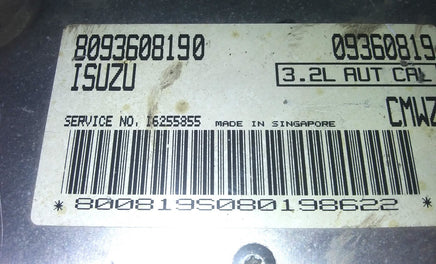 8093608190 09360819
ISUZU 3.2L AUT CAL
CMWZ
SERVICE NO. 16255855 MADE IN SINGAPORE
*800819S080198622*